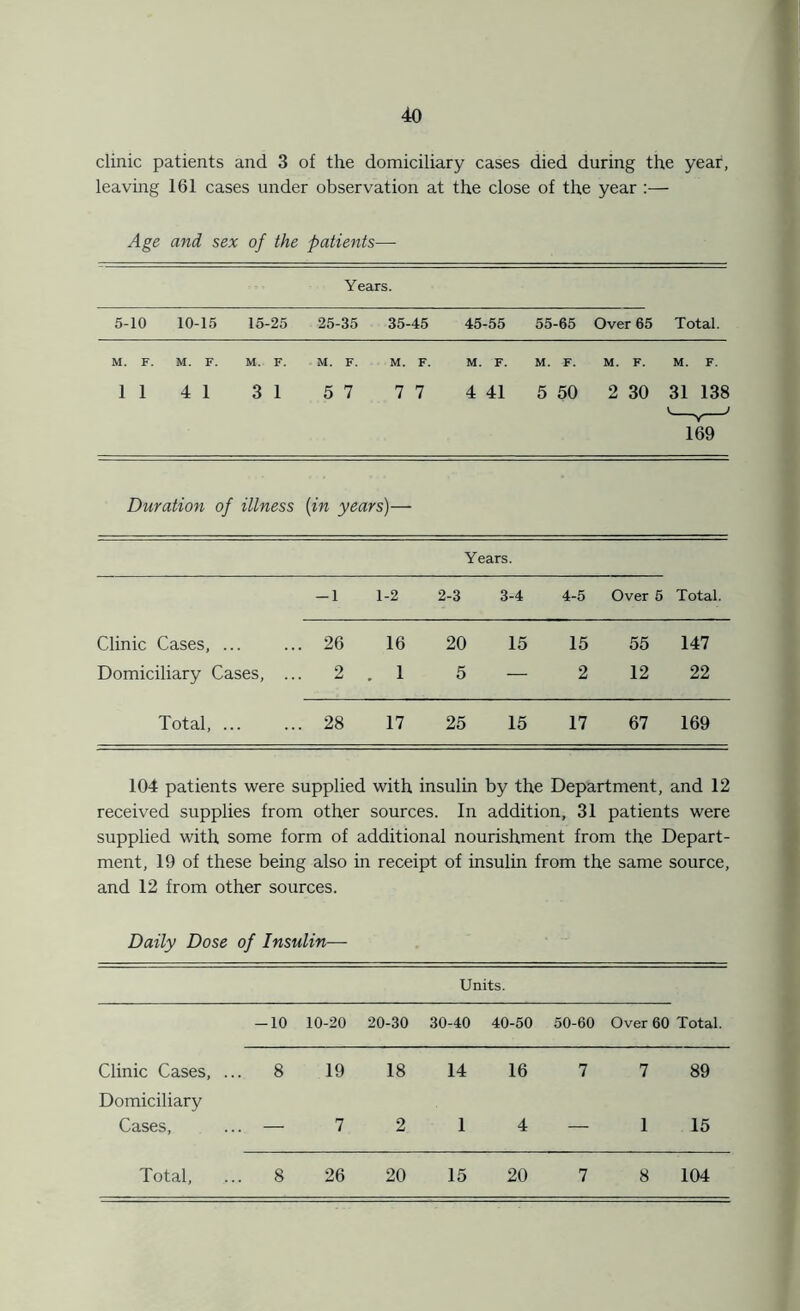 40
clinic patients and 3 of the domiciliary cases died during the year,
leaving 161 cases under observation at the close of the year :—
Age and sex of the patients—
Years.
5-10 10-15 15-25 25-35 35-45 45-55 55-65 Over 65 Total.
M. F. M. F. M. F. M. F. M. F. M. F. M. F. M. F. M. F.
1 1 4 1 3 1 5 7 7 7 4 41 5 50 2 30 31 138
169
Duration of illness (in years)—
Years.
—1 1-2 2-3 3-4 4-5 Over 5 Total.
Clinic Cases, ... ... 26 16 20 15 15 55 147
Domiciliary Cases, ... 2 . 1 5 — 2 12 22
Total, ... ... 28 17 25 15 17 67 169
104 patients were supplied with insulin by the Department, and 12
received supplies from other sources. In addition, 31 patients were
supplied with some form of additional nourishment from the Depart-
ment, 19 of these being also in receipt of insulin from the same source,
and 12 from other sources.
Daily Dose of Insulin—
Units.
—10 10-20 20-30 30-40 40-50 50-60 Over 60 Total.
Clinic Cases, ... 8 19 18 14 16 7 7 89
Domiciliary
Cases, ... — 7 2 1 4 — 1 15
Total, ... 8 26 20 15 20 7 8 104